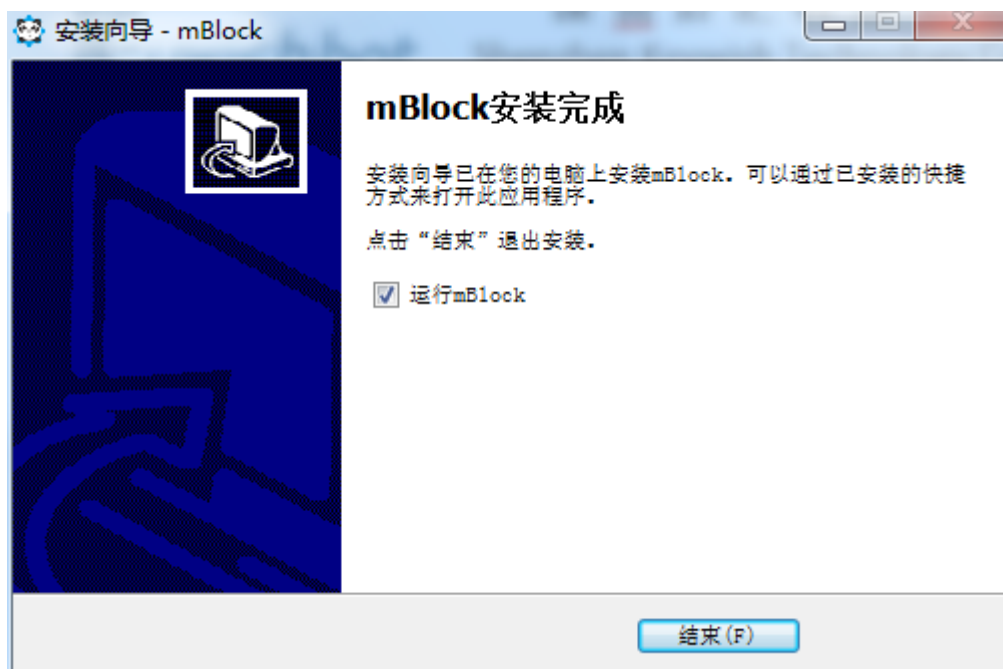 安装向导 - mBlock
mBlock安装完成
安装向导已在您的电脑上安装mBlock. 可以通过已安装的快捷
方式来打开此应用程序.
点击“结束”退出安装.
运行mBlock
结束(F)